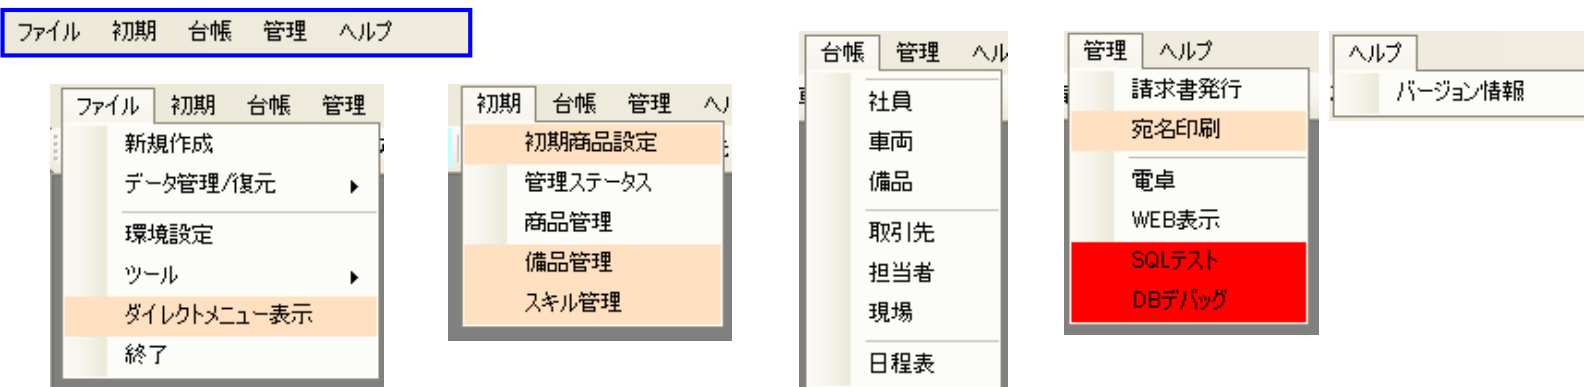 ファイル 初期 台帳 管理 ヘルプ
ファイル 初期 台帳 管理
新規作成
データ管理/復元
環境設定
ツール
ダイレクトメニュー表示
終了
初期 台帳 管理
初期商品設定
管理ステータス
商品管理
備品管理
スキル管理
台帳 管理
社員
車両
備品
取引先
担当者
現場
日程表
管理 ヘルプ
請求書発行
宛名印刷
電卓
WEB表示
SQLテスト
DBデバッグ
ヘルプ
バージョン情報